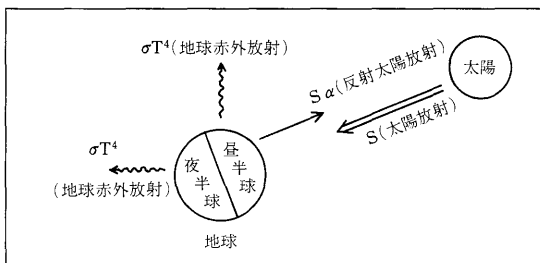 σT⁴(地球赤外放射)
Sα(反射太陽放射)
太陽
S(太陽放射)
σT⁴
(地球赤外放射)
夜半球
昼半球
地球